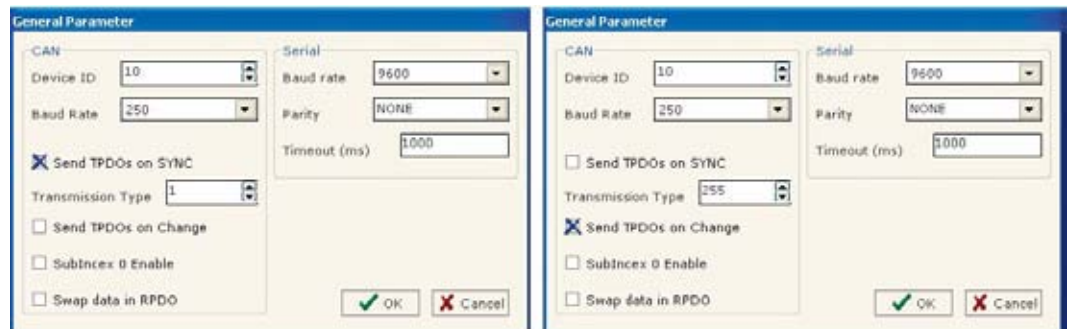 General Parameter
CAN
Device ID 10
Baud Rate 250
Send TPDOs on SYNC
Transmission Type 1
Send TPDOs on Change
SubIncex 0 Enable
Swap data in RPDO
Serial
Baud rate 9600
Parity NONE
Timeout (ms) 1000
OK Cancel
General Parameter
CAN
Device ID 10
Baud Rate 250
Send TPDOs on SYNC
Transmission Type 255
Send TPDOs on Change
SubIncex 0 Enable
Swap data in RPDO
Serial
Baud rate 9600
Parity NONE
Timeout (ms) 1000
OK Cancel